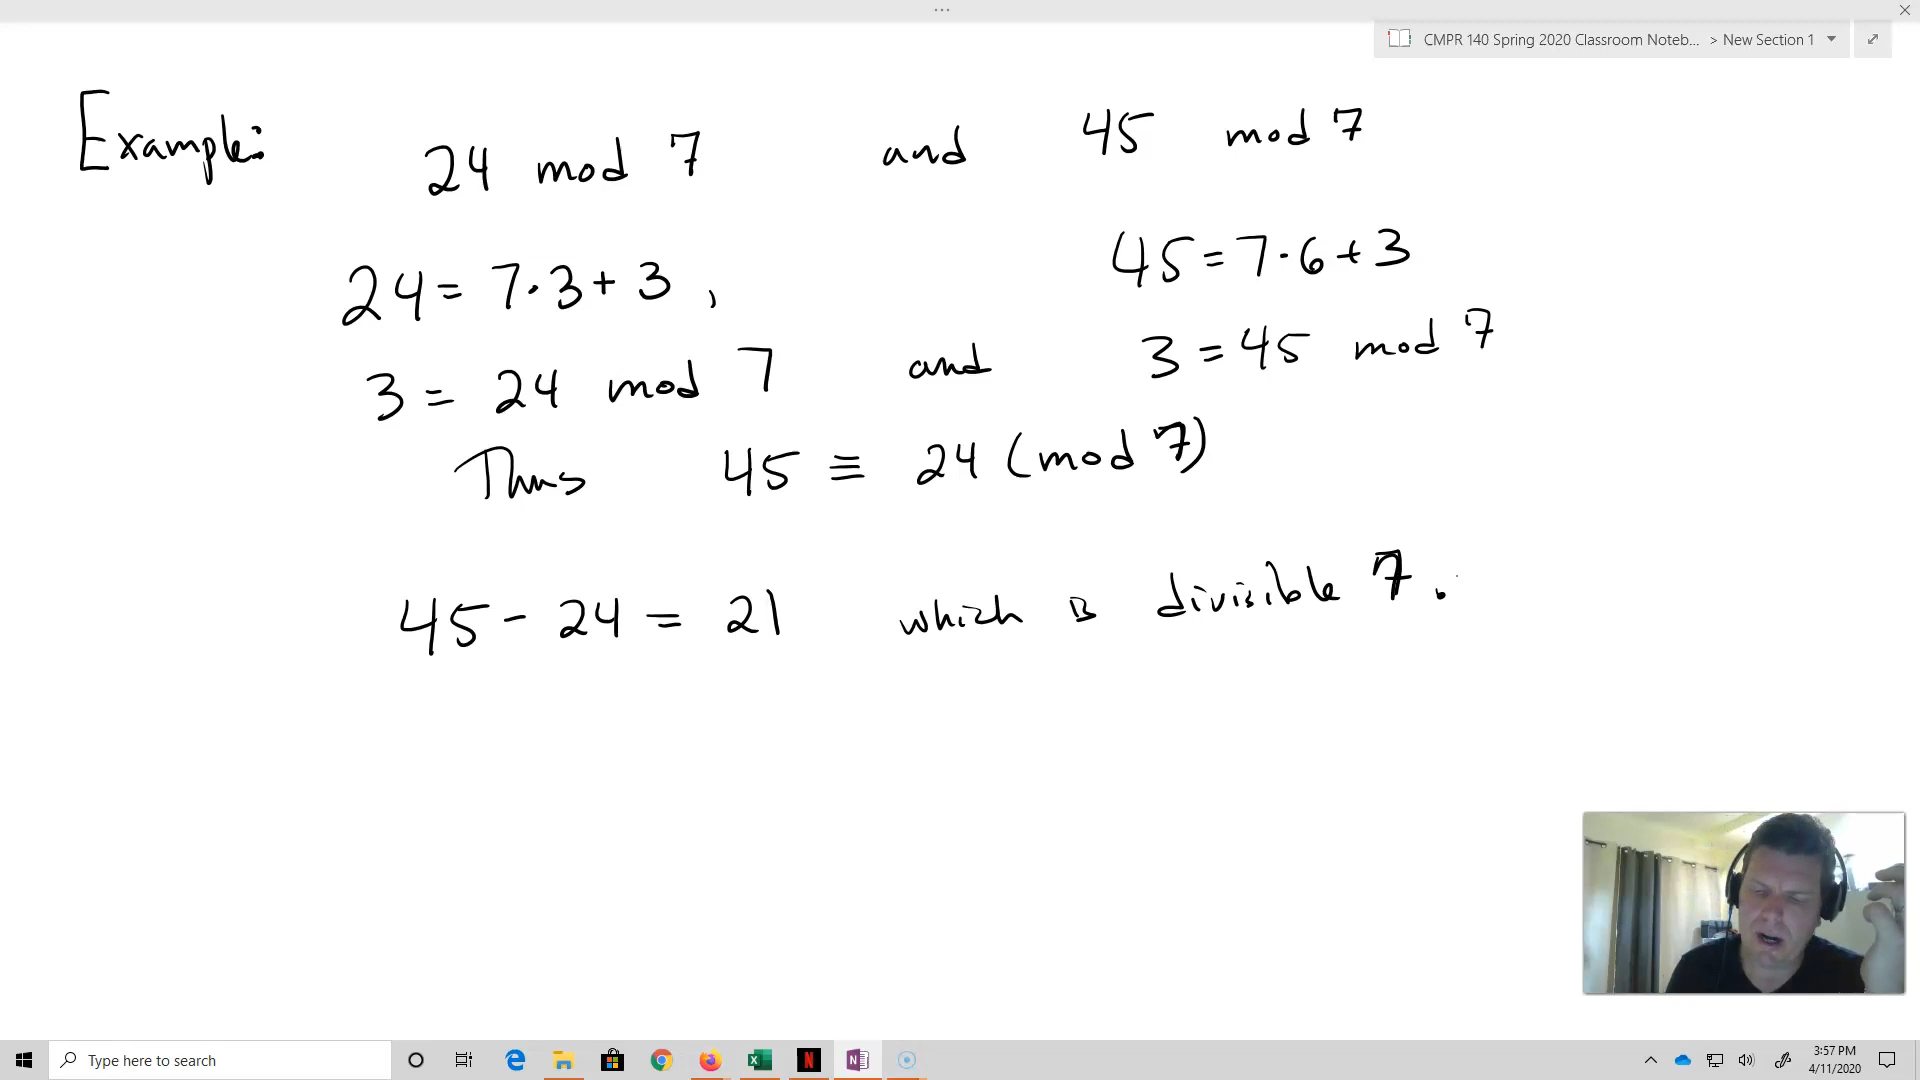 CMPR 140 Spring 2020 Classroom Noteb... > New Section 1
Example: 24 mod 7 and 45 mod 7
24 = 7·3 + 3 , 45 = 7·6 + 3
3 = 24 mod 7 and 3 = 45 mod 7
Thus 45 ≡ 24 (mod 7)
45 - 24 = 21 which is divisible 7.
Type here to search
3:57 PM
4/11/2020